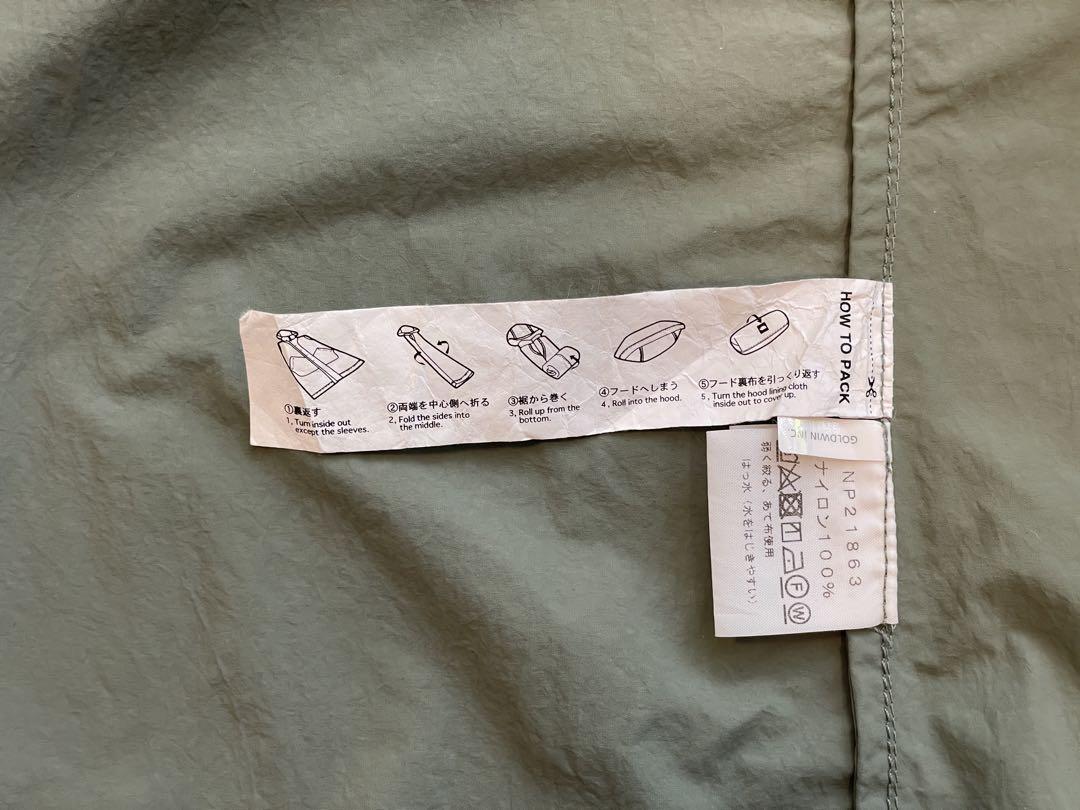 ①裏返す
1, Turn inside out
except the sleeves.
②両端を中心側へ折る
2, Fold the sides into
the middle.
③裾から巻く
3, Roll up from the
bottom.
④フードへしまう
4, Roll into the hood.
⑤フード裏布を引っくり返す
5, Turn the hood lining cloth
inside out to cover up.
HOW TO PACK
GOLDWIN INC.
NP21863
ナイロン100%
F W
弱く絞る、あて布使用
はっ水（水をはじきやすい）